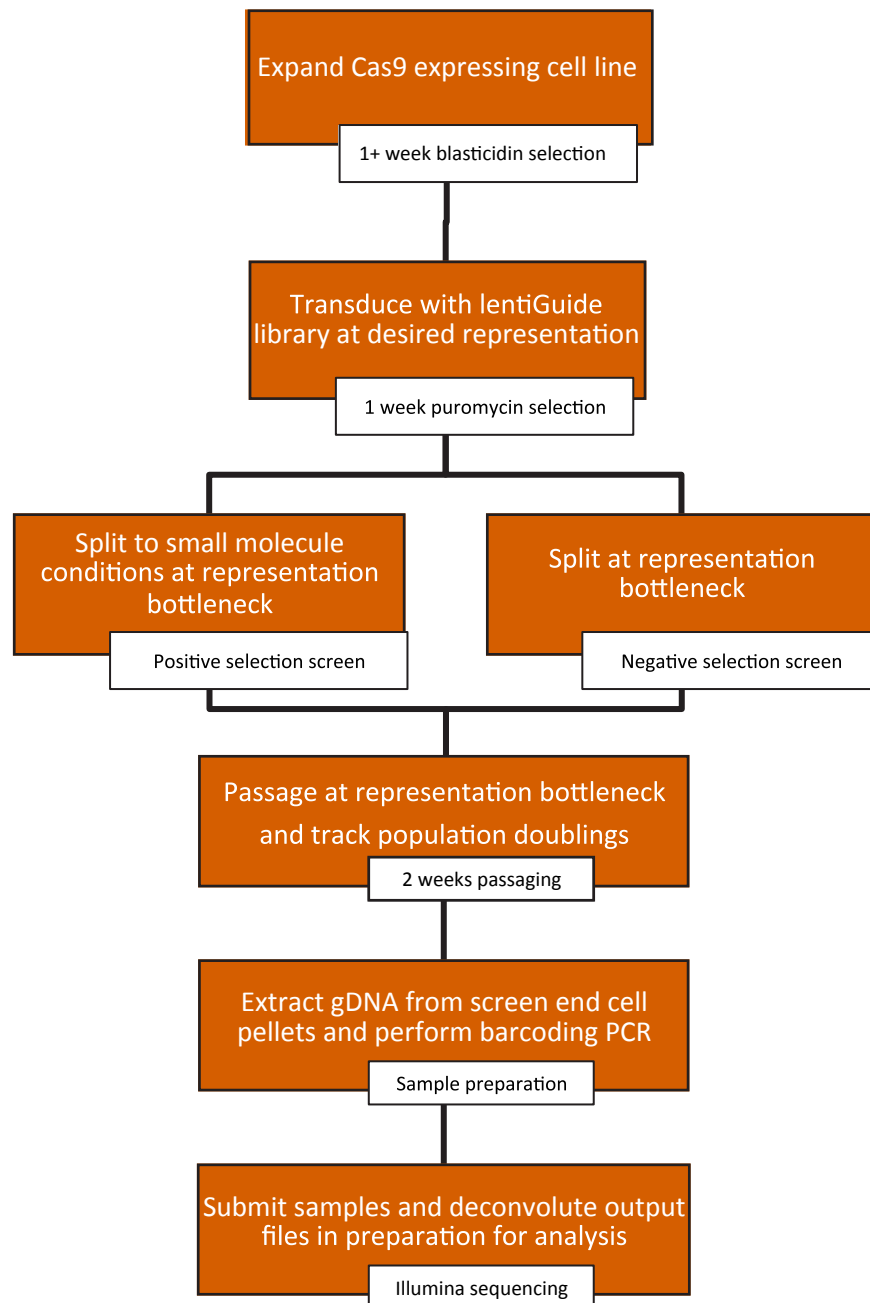 Expand Cas9 expressing cell line
1+ week blasticidin selection
Transduce with lentiGuide
library at desired representation
1 week puromycin selection
Split to small molecule
conditions at representation
bottleneck
Positive selection screen
Split at representation
bottleneck
Negative selection screen
Passage at representation bottleneck
and track population doublings
2 weeks passaging
Extract gDNA from screen end cell
pellets and perform barcoding PCR
Sample preparation
Submit samples and deconvolute output
files in preparation for analysis
Illumina sequencing